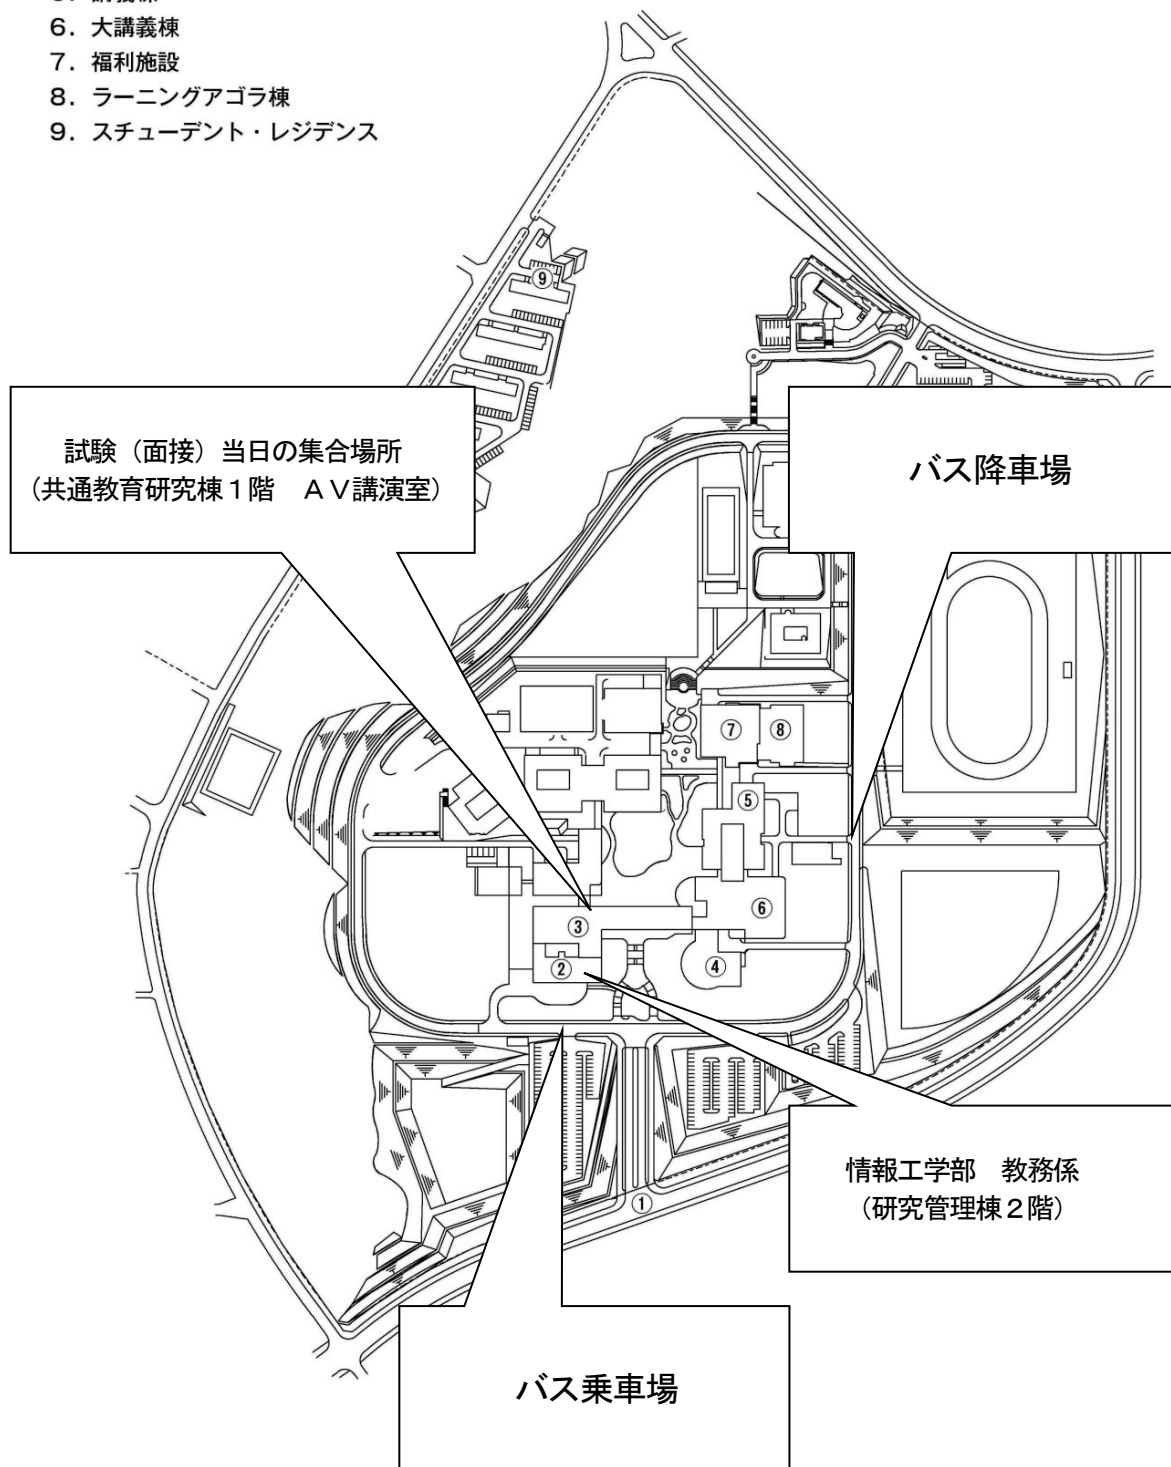 6. 大講義棟
7. 福利施設
8. ラーニングアゴラ棟
9. スチューデント・レジデンス
⑨
試験（面接）当日の集合場所
（共通教育研究棟１階　ＡＶ講演室）
バス降車場
⑦
⑧
⑤
⑥
③
②
④
情報工学部　教務係
（研究管理棟２階）
①
バス乗車場